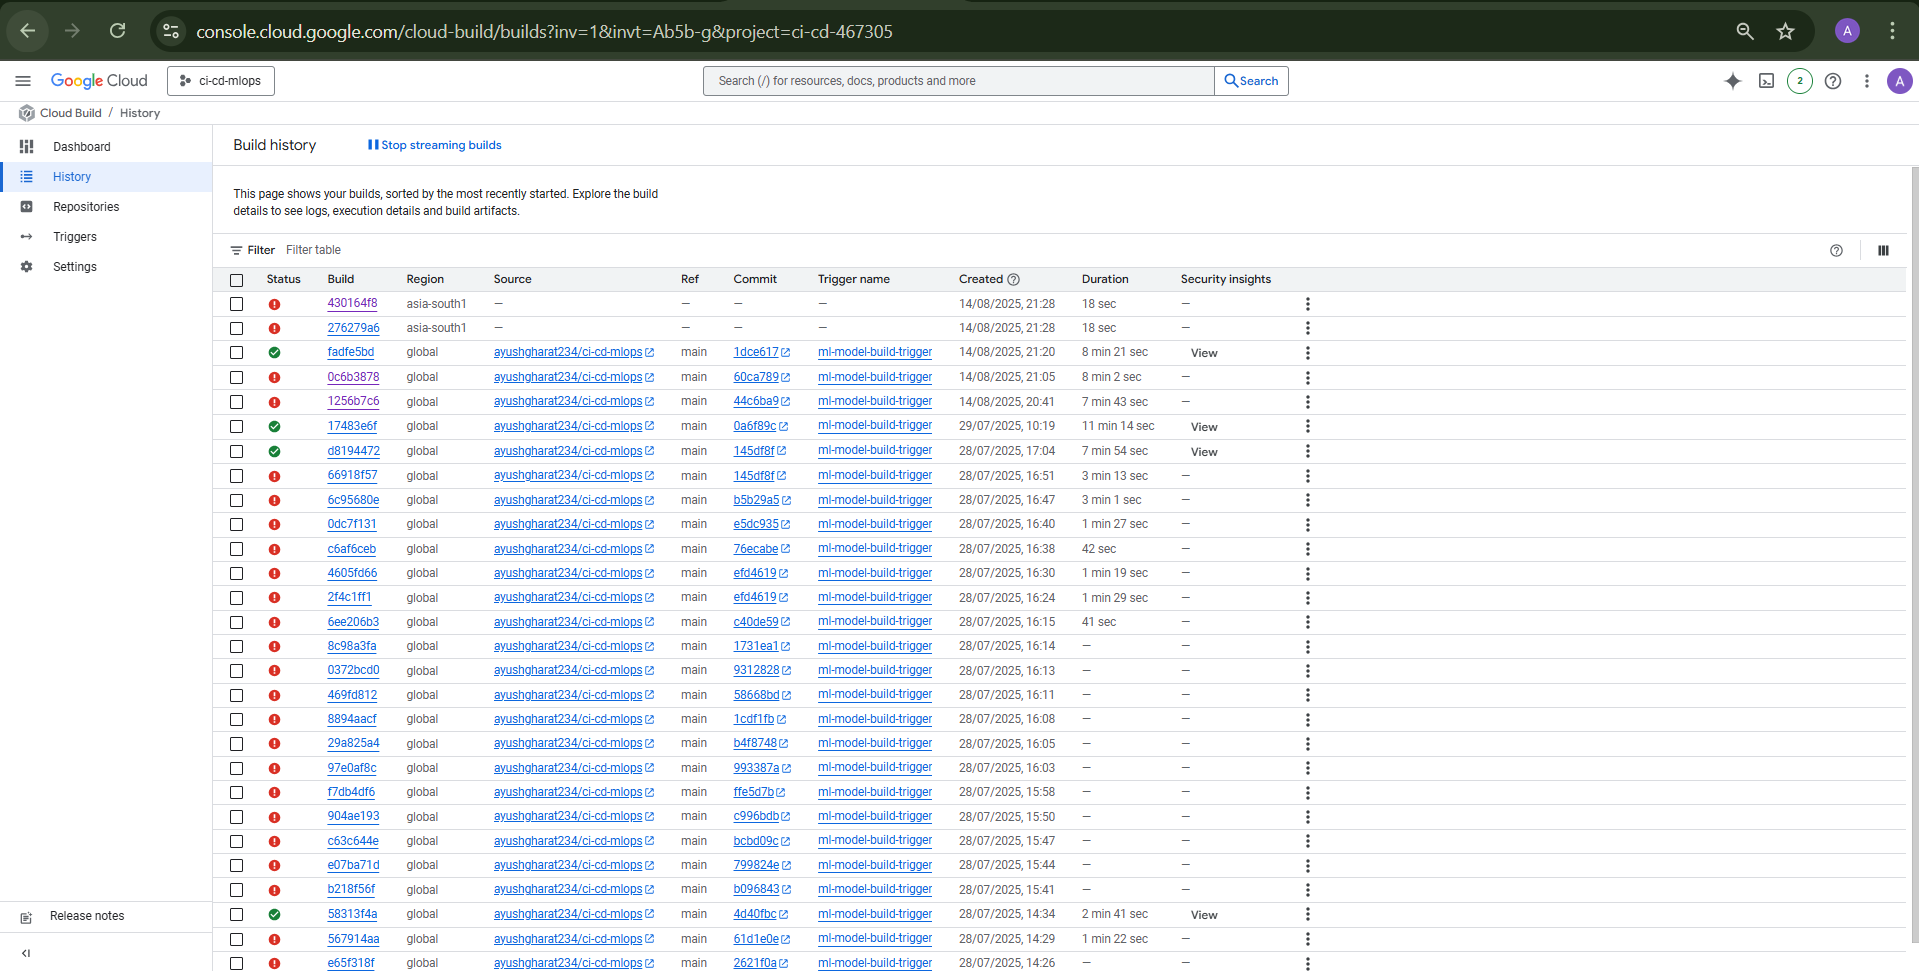 console.cloud.google.com/cloud-build/builds?inv=1&invt=Ab5b-g&project=ci-cd-467305
A
Google Cloud
ci-cd-mlops
Search (/) for resources, docs, products and more
Search
2
A
Cloud Build / History
Dashboard
History
Repositories
Triggers
Settings
Release notes
Build history
Stop streaming builds
This page shows your builds, sorted by the most recently started. Explore the build
details to see logs, execution details and build artifacts.
Filter Filter table
Status Build Region Source Ref Commit Trigger name Created Duration Security insights
430164f8 asia-south1 — — — — 14/08/2025, 21:28 18 sec —
276279a6 asia-south1 — — — — 14/08/2025, 21:28 18 sec —
fadfe5bd global ayushgharat234/ci-cd-mlops main 1dce617 ml-model-build-trigger 14/08/2025, 21:20 8 min 21 sec View
0c6b3878 global ayushgharat234/ci-cd-mlops main 60ca789 ml-model-build-trigger 14/08/2025, 21:05 8 min 2 sec —
1256b7c6 global ayushgharat234/ci-cd-mlops main 44c6ba9 ml-model-build-trigger 14/08/2025, 20:41 7 min 43 sec —
17483e6f global ayushgharat234/ci-cd-mlops main 0a6f89c ml-model-build-trigger 29/07/2025, 10:19 11 min 14 sec View
d8194472 global ayushgharat234/ci-cd-mlops main 145df8f ml-model-build-trigger 28/07/2025, 17:04 7 min 54 sec View
66918f57 global ayushgharat234/ci-cd-mlops main 145df8f ml-model-build-trigger 28/07/2025, 16:51 3 min 13 sec —
6c95680e global ayushgharat234/ci-cd-mlops main b5b29a5 ml-model-build-trigger 28/07/2025, 16:47 3 min 1 sec —
0dc7f131 global ayushgharat234/ci-cd-mlops main e5dc935 ml-model-build-trigger 28/07/2025, 16:40 1 min 27 sec —
c6af6ceb global ayushgharat234/ci-cd-mlops main 76ecabe ml-model-build-trigger 28/07/2025, 16:38 42 sec —
4605fd66 global ayushgharat234/ci-cd-mlops main efd4619 ml-model-build-trigger 28/07/2025, 16:30 1 min 19 sec —
2f4c1ff1 global ayushgharat234/ci-cd-mlops main efd4619 ml-model-build-trigger 28/07/2025, 16:24 1 min 29 sec —
6ee206b3 global ayushgharat234/ci-cd-mlops main c40de59 ml-model-build-trigger 28/07/2025, 16:15 41 sec —
8c98a3fa global ayushgharat234/ci-cd-mlops main 1731ea1 ml-model-build-trigger 28/07/2025, 16:14 — —
0372bcd0 global ayushgharat234/ci-cd-mlops main 9312828 ml-model-build-trigger 28/07/2025, 16:13 — —
469fd812 global ayushgharat234/ci-cd-mlops main 58668bd ml-model-build-trigger 28/07/2025, 16:11 — —
8894aacf global ayushgharat234/ci-cd-mlops main 1cdf1fb ml-model-build-trigger 28/07/2025, 16:08 — —
29a825a4 global ayushgharat234/ci-cd-mlops main b4f8748 ml-model-build-trigger 28/07/2025, 16:05 — —
97e0af8c global ayushgharat234/ci-cd-mlops main 993387a ml-model-build-trigger 28/07/2025, 16:03 — —
f7db4df6 global ayushgharat234/ci-cd-mlops main ffe5d7b ml-model-build-trigger 28/07/2025, 15:58 — —
904ae193 global ayushgharat234/ci-cd-mlops main c996bdb ml-model-build-trigger 28/07/2025, 15:50 — —
c63c644e global ayushgharat234/ci-cd-mlops main bcbd09c ml-model-build-trigger 28/07/2025, 15:47 — —
e07ba71d global ayushgharat234/ci-cd-mlops main 799824e ml-model-build-trigger 28/07/2025, 15:44 — —
b218f56f global ayushgharat234/ci-cd-mlops main b096843 ml-model-build-trigger 28/07/2025, 15:41 — —
58313f4a global ayushgharat234/ci-cd-mlops main 4d40fbc ml-model-build-trigger 28/07/2025, 14:34 2 min 41 sec View
567914aa global ayushgharat234/ci-cd-mlops main 61d1e0e ml-model-build-trigger 28/07/2025, 14:29 1 min 22 sec —
e65f318f global ayushgharat234/ci-cd-mlops main 2621f0a ml-model-build-trigger 28/07/2025, 14:26 — —